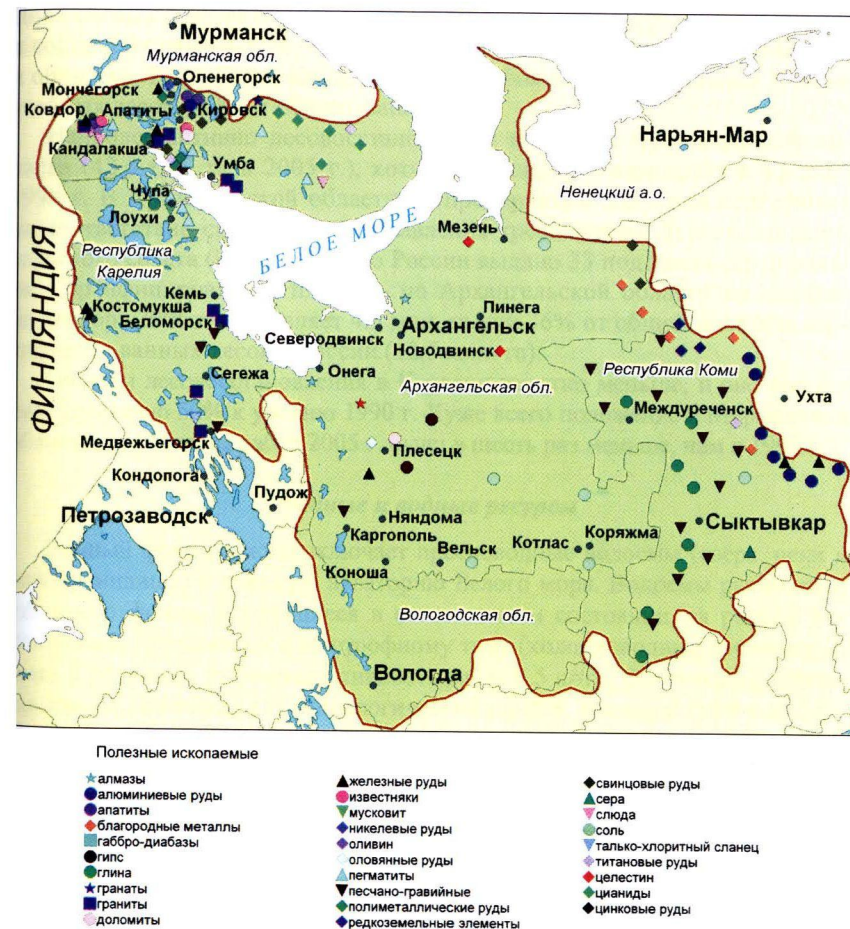 Мурманск
Мурманская обл.
Оленегорск
Мончегорск
Ковдор
Апатиты
Кировск
Кандалакша
Умба
Нарьян-Мар
Ненецкий а.о.
Чупа
Лоухи
БЕЛОЕ МОРЕ
Мезень
ФИНЛЯНДИЯ
Республика
Карелия
Кемь
Костомукша
Беломорск
Пинега
Архангельск
Северодвинск
Новодвинск
Онега
Сегежа
Архангельская обл.
Республика Коми
Ухта
Междуреченск
Медвежьегорск
Плесецк
Кондопога
Пудож
Петрозаводск
Няндома
Каргополь
Сыктывкар
Коряжма
Котлас
Вельск
Коноша
Вологодская обл.
Вологда
Полезные ископаемые
алмазы
алюминиевые руды
апатиты
благородные металлы
габбро-диабазы
гипс
глина
гранаты
граниты
доломиты
железные руды
известняки
мусковит
никелевые руды
оливин
оловянные руды
пегматиты
песчано-гравийные
полиметаллические руды
редкоземельные элементы
свинцовые руды
сера
слюда
соль
талько-хлоритный сланец
титановые руды
целестин
цианиды
цинковые руды